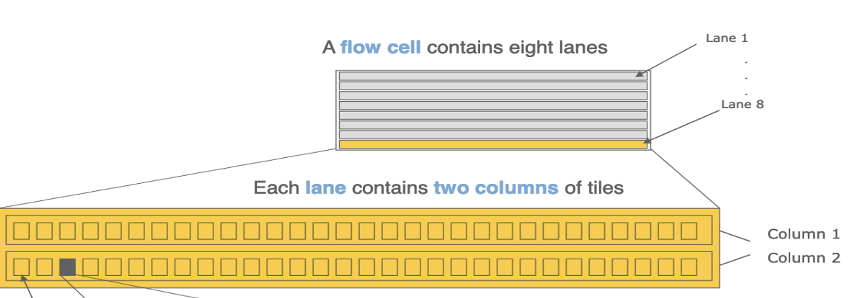 A flow cell contains eight lanes
Lane 1
.
.
.
Lane 8
Each lane contains two columns of tiles
Column 1
Column 2